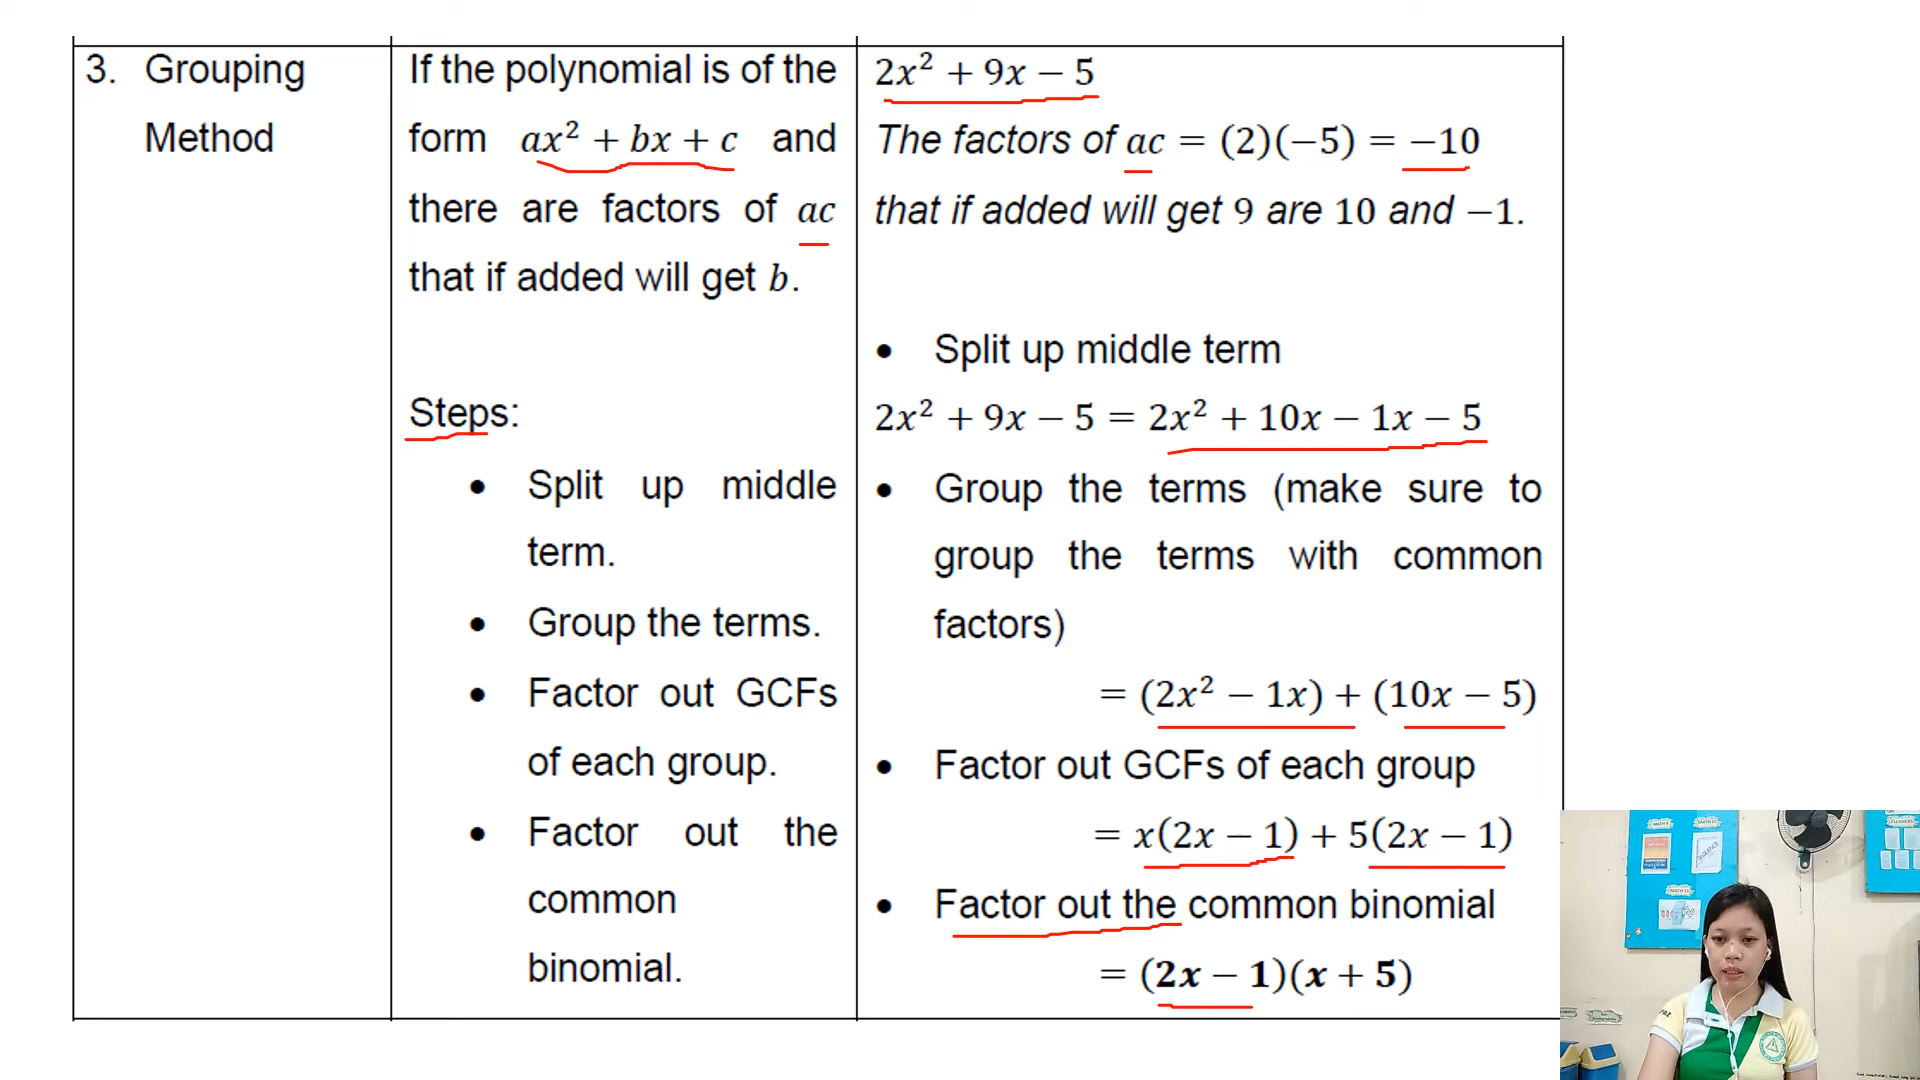 3. Grouping
Method
If the polynomial is of the
form ax² + bx + c and
there are factors of ac
that if added will get b.
Steps:
• Split up middle
term.
• Group the terms.
• Factor out GCFs
of each group.
• Factor out the
common
binomial.
2x² + 9x − 5
The factors of ac = (2)(−5) = −10
that if added will get 9 are 10 and −1.
• Split up middle term
2x² + 9x − 5 = 2x² + 10x − 1x − 5
• Group the terms (make sure to
group the terms with common
factors)
= (2x² − 1x) + (10x − 5)
• Factor out GCFs of each group
= x(2x − 1) + 5(2x − 1)
• Factor out the common binomial
= (2x − 1)(x + 5)